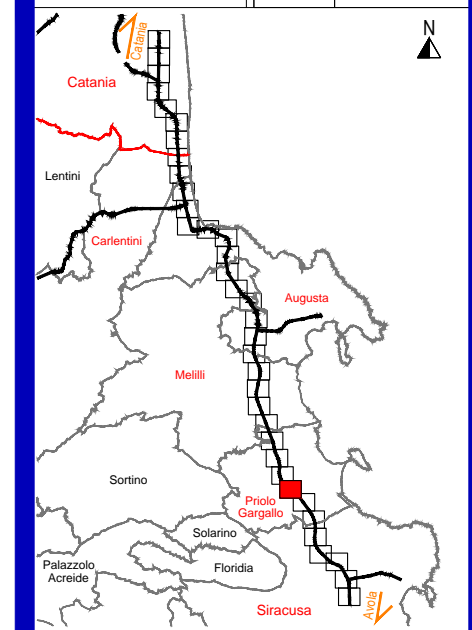 N
Catania
Catania
Lentini
Carlentini
Augusta
Melilli
Sortino
Priolo
Gargallo
Solarino
Palazzolo
Acreide
Floridia
Siracusa
Avola